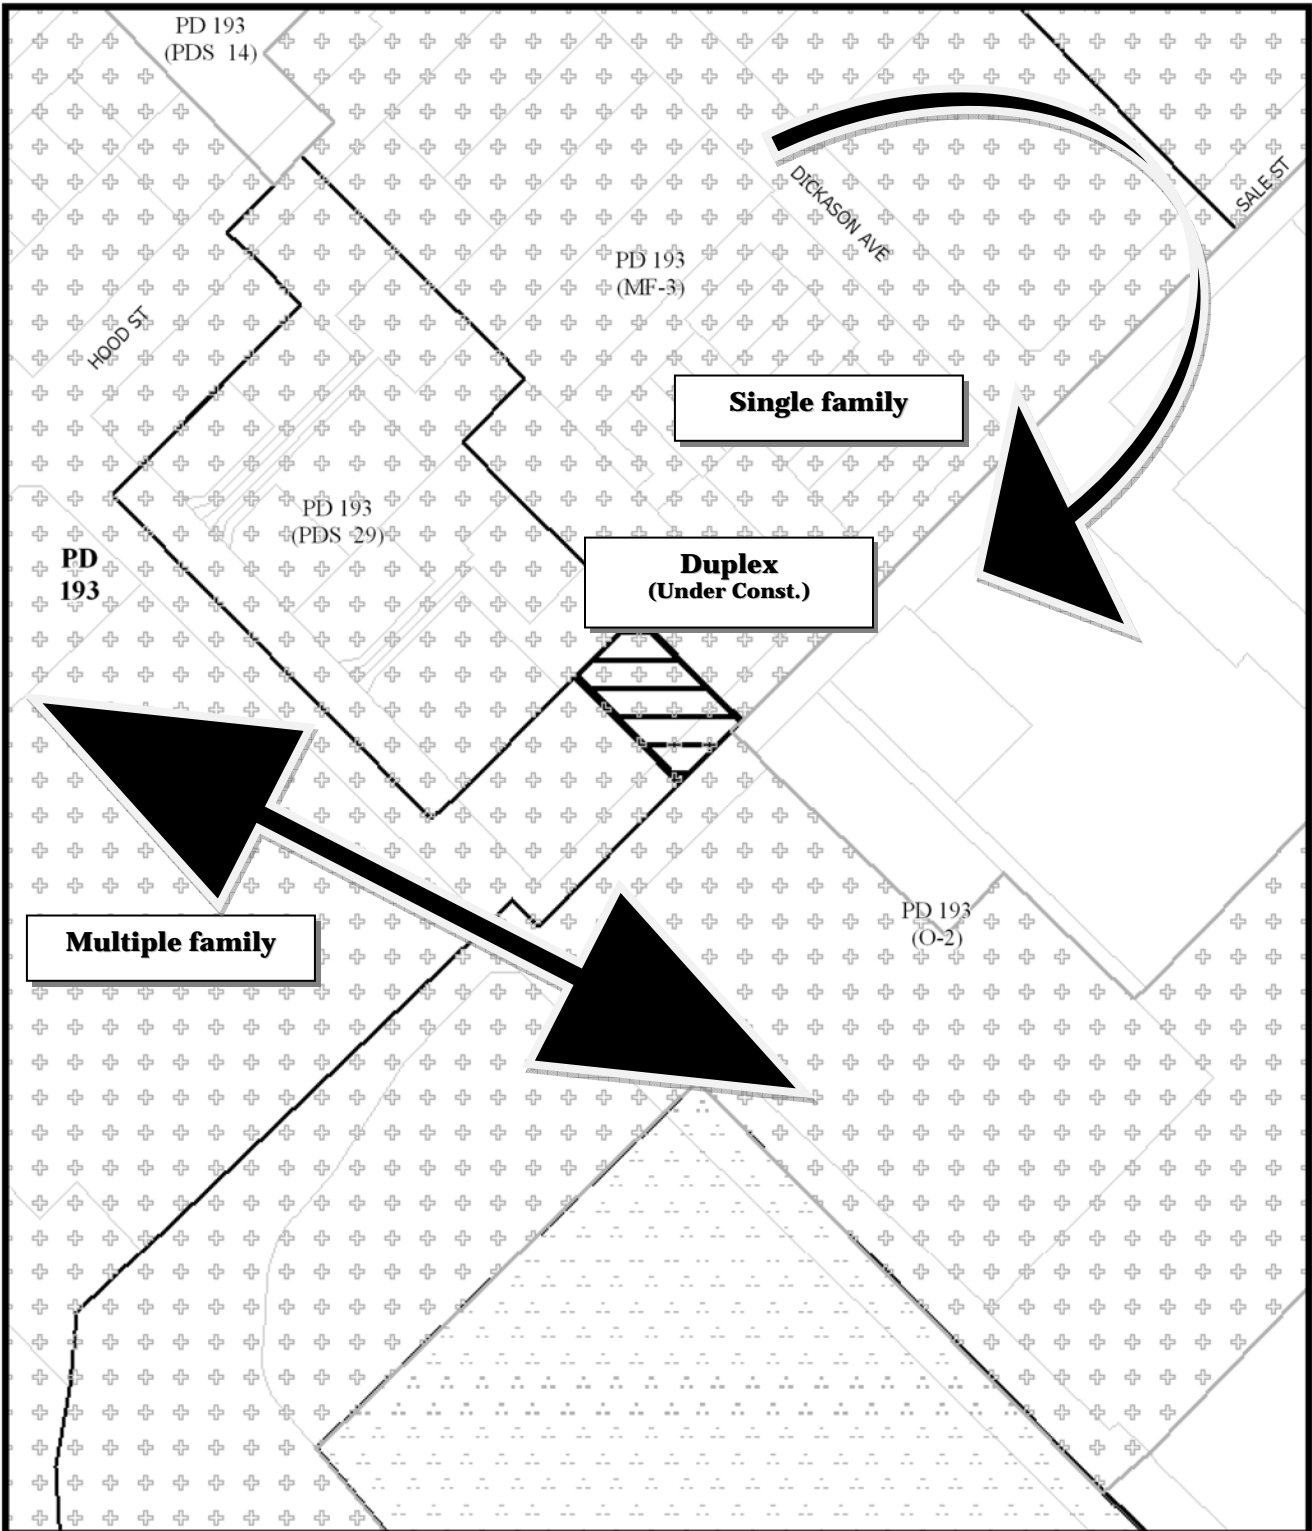 PD 193
(PDS 14)
SALE ST
DICKASON AVE
PD 193
(MF-3)
HOOD ST
Single family
PD 193
(PDS 29)
PD
193
Duplex
(Under Const.)
PD 193
(O-2)
Multiple family